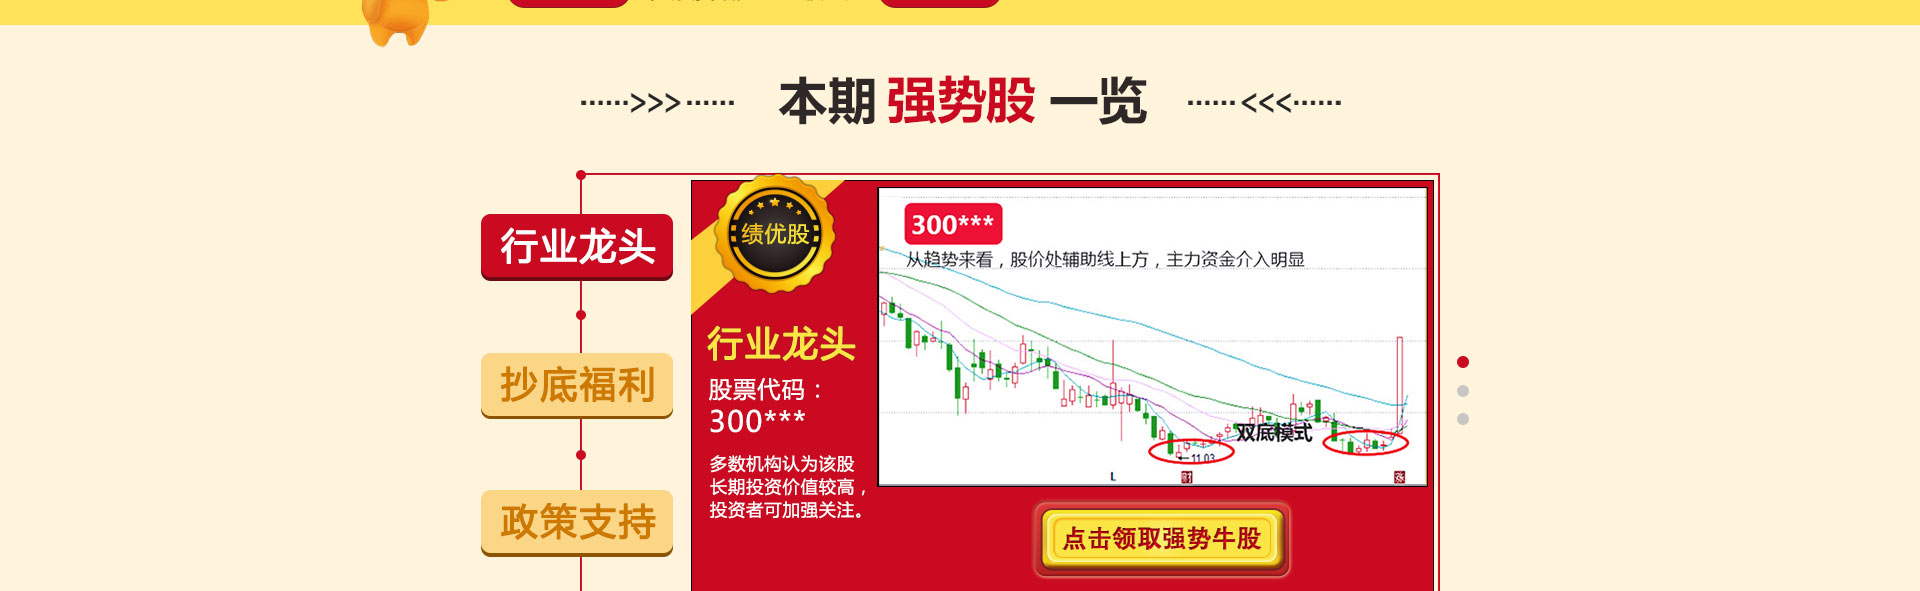 本期 强势股 一览
行业龙头
抄底福利
政策支持
绩优股
行业龙头
股票代码：
300***
多数机构认为该股
长期投资价值较高，
投资者可加强关注。
300***
从趋势来看，股价处辅助线上方，主力资金介入明显
双底模式
11.03
L
财
涨
点击领取强势牛股